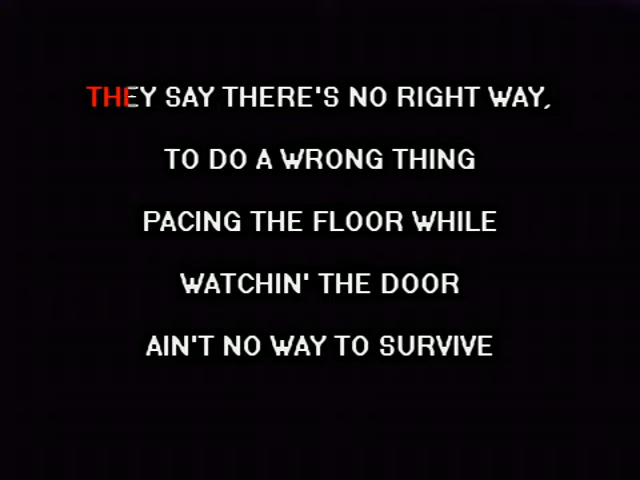 THEY SAY THERE'S NO RIGHT WAY,
TO DO A WRONG THING
PACING THE FLOOR WHILE
WATCHIN' THE DOOR
AIN'T NO WAY TO SURVIVE